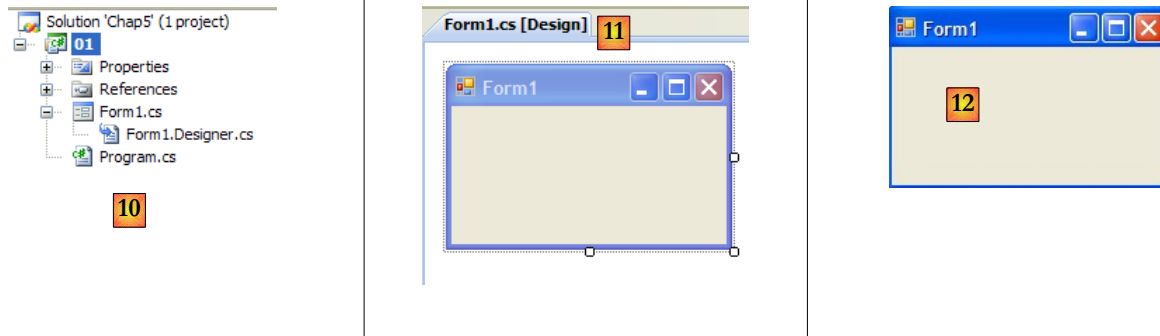 Solution 'Chap5' (1 project)
01
Properties
References
Form1.cs
Form1.Designer.cs
Program.cs
10
Form1.cs [Design]
11
Form1
Form1
12